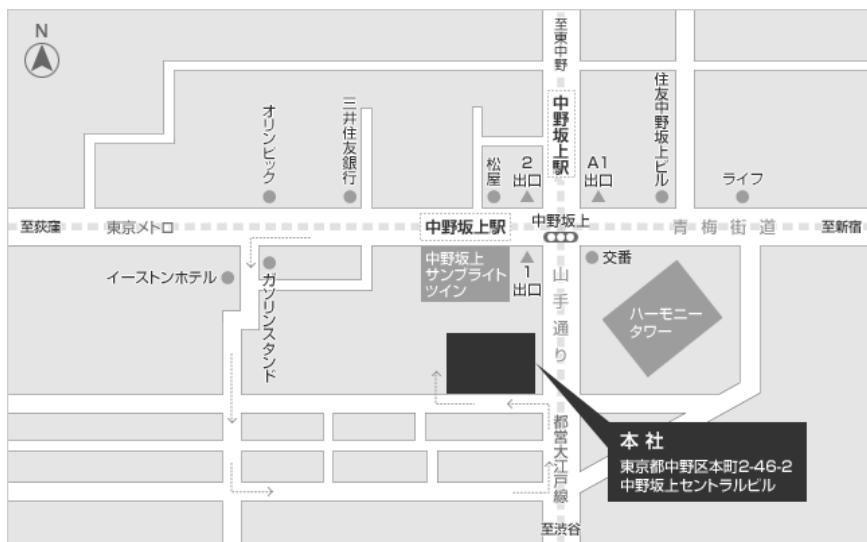 N
至東中野
中野坂上駅
オリンピック
三井住友銀行
松屋
2
出口
A1
出口
住友中野坂上ビル
ライフ
至荻窪
東京メトロ
中野坂上駅
中野坂上
青梅街道
至新宿
イーストンホテル
ガソリンスタンド
中野坂上
サンブライト
ツイン
1
出口
交番
山手通り
ハーモニー
タワー
都営大江戸線
本社
東京都中野区本町2-46-2
中野坂上セントラルビル
至渋谷